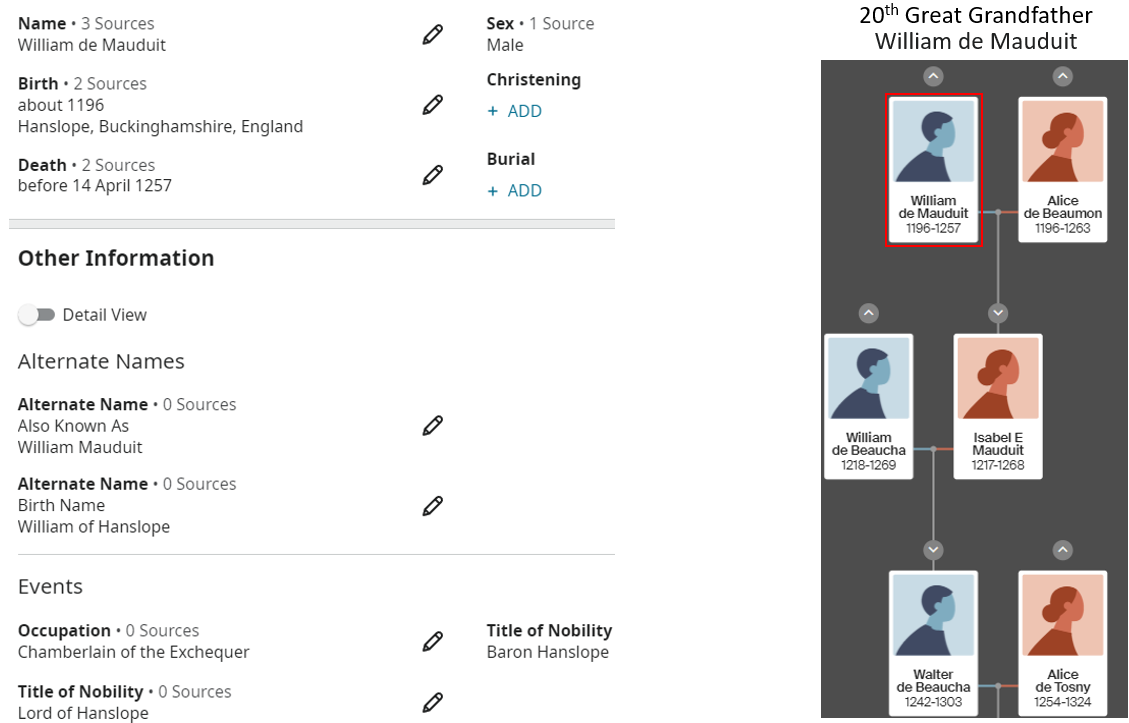 Name • 3 Sources
William de Mauduit
Sex • 1 Source
Male
Birth • 2 Sources
about 1196
Hanslope, Buckinghamshire, England
Christening
+ ADD
Death • 2 Sources
before 14 April 1257
Burial
+ ADD
Other Information
Detail View
Alternate Names
Alternate Name • 0 Sources
Also Known As
William Mauduit
Alternate Name • 0 Sources
Birth Name
William of Hanslope
Events
Occupation • 0 Sources
Chamberlain of the Exchequer
Title of Nobility
Baron Hanslope
Title of Nobility • 0 Sources
Lord of Hanslope
20th Great Grandfather
William de Mauduit
William
de Mauduit
1196-1257
Alice
de Beaumon
1196-1263
William
de Beaucha
1218-1269
Isabel E
Mauduit
1217-1268
Walter
de Beaucha
1242-1303
Alice
de Tosny
1254-1324